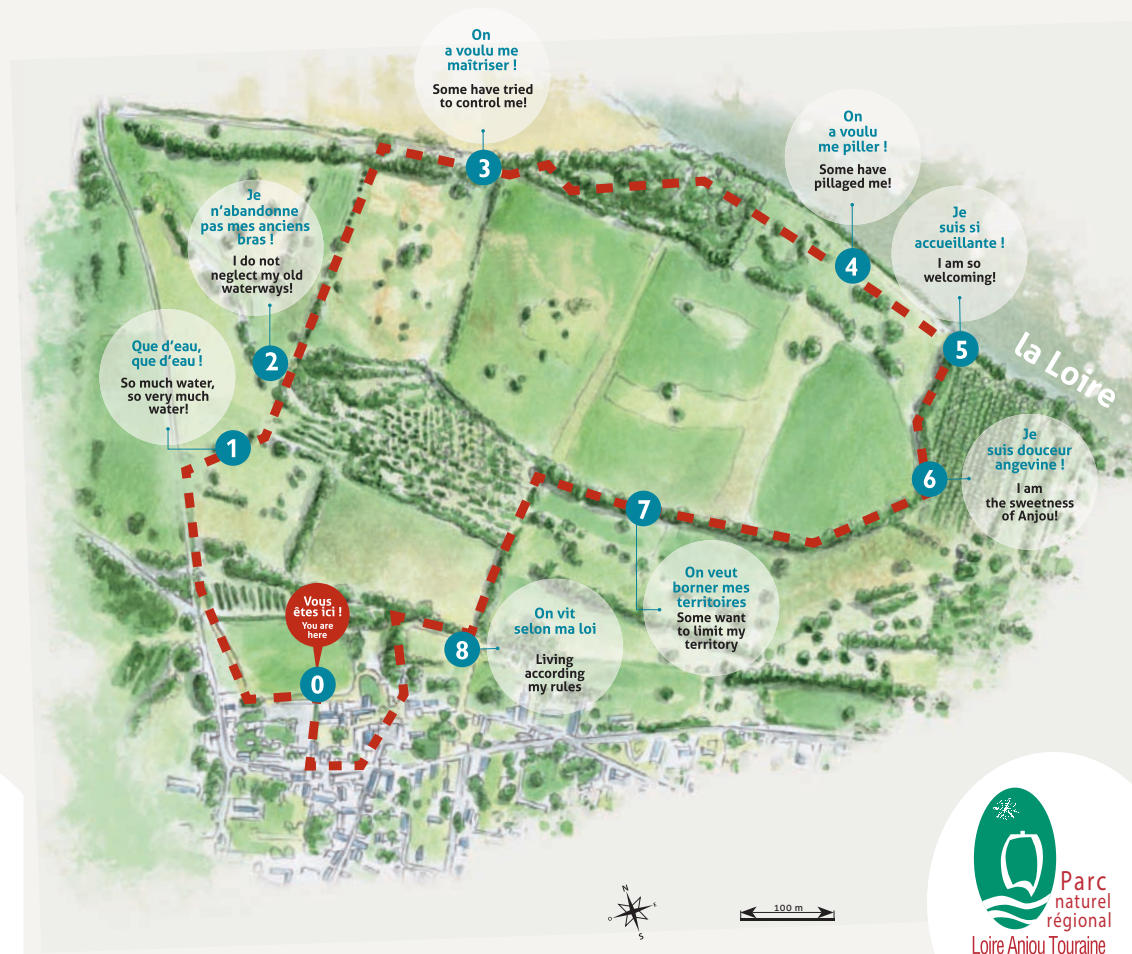 On
a voulu me
maîtriser !
Some have tried
to control me!
3
On
a voulu
me piller !
Some have
pillaged me!
4
Je
n'abandonne
pas mes anciens
bras !
I do not
neglect my old
waterways!
2
Je
suis si
accueillante !
I am so
welcoming!
5
la Loire
Que d'eau,
que d'eau !
So much water,
so very much
water!
1
Je
suis douceur
angevine !
I am
the sweetness
of Anjou!
6
7
On veut
borner mes
territoires
Some want
to limit my
territory
Vous
êtes ici !
You are
here
0
On vit
selon ma loi
Living
according
my rules
8
N
E
O
S
100 m
Parc
naturel
régional
Loire Anjou Touraine